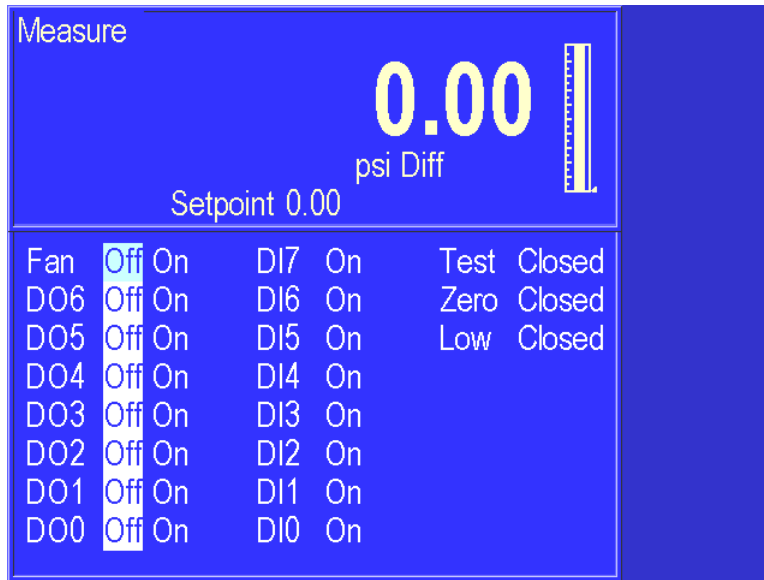 Measure
0.00
psi Diff
Setpoint 0.00
Fan Off On DI7 On Test Closed
DO6 Off On DI6 On Zero Closed
DO5 Off On DI5 On Low Closed
DO4 Off On DI4 On
DO3 Off On DI3 On
DO2 Off On DI2 On
DO1 Off On DI1 On
DO0 Off On DI0 On